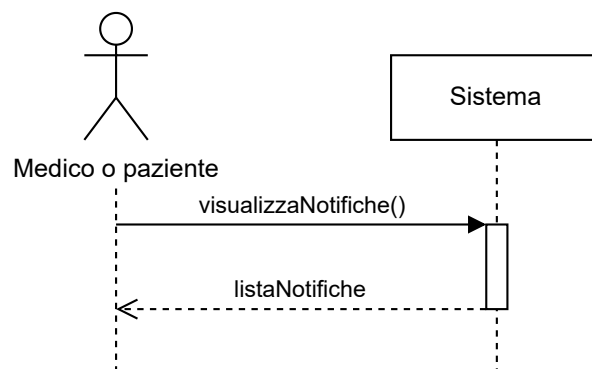 Sistema
Medico o paziente
visualizzaNotifiche()
listaNotifiche